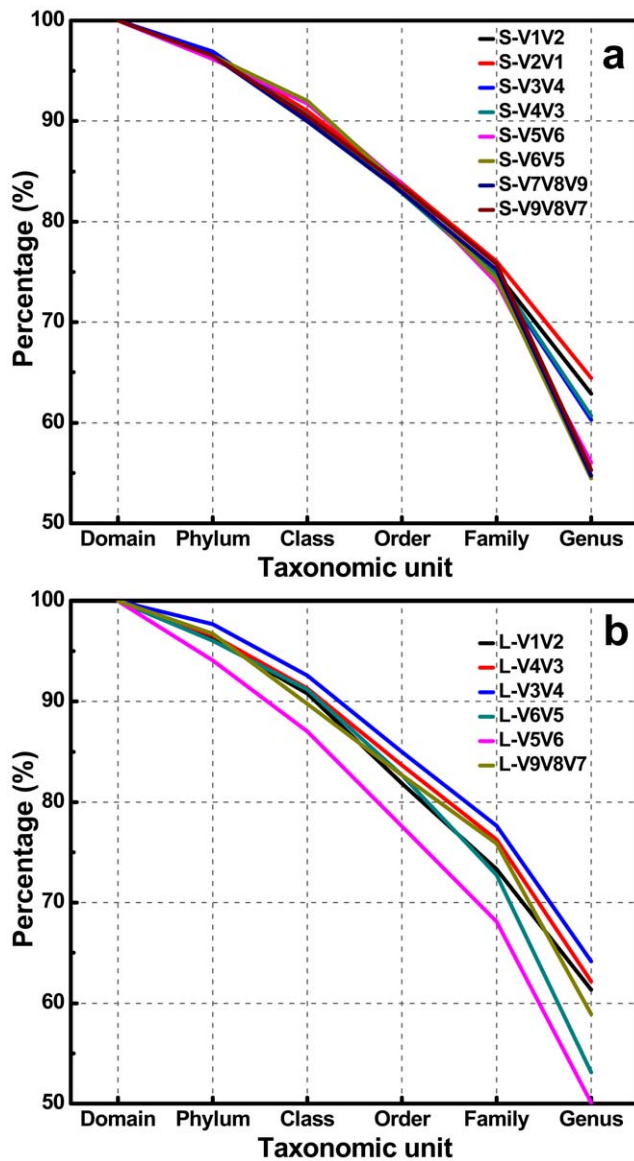 a
S-V1V2
S-V2V1
S-V3V4
S-V4V3
S-V5V6
S-V6V5
S-V7V8V9
S-V9V8V7
Percentage (%)
100
90
80
70
60
50
Domain Phylum Class Order Family Genus
Taxonomic unit
b
L-V1V2
L-V4V3
L-V3V4
L-V6V5
L-V5V6
L-V9V8V7
Percentage (%)
100
90
80
70
60
50
Domain Phylum Class Order Family Genus
Taxonomic unit